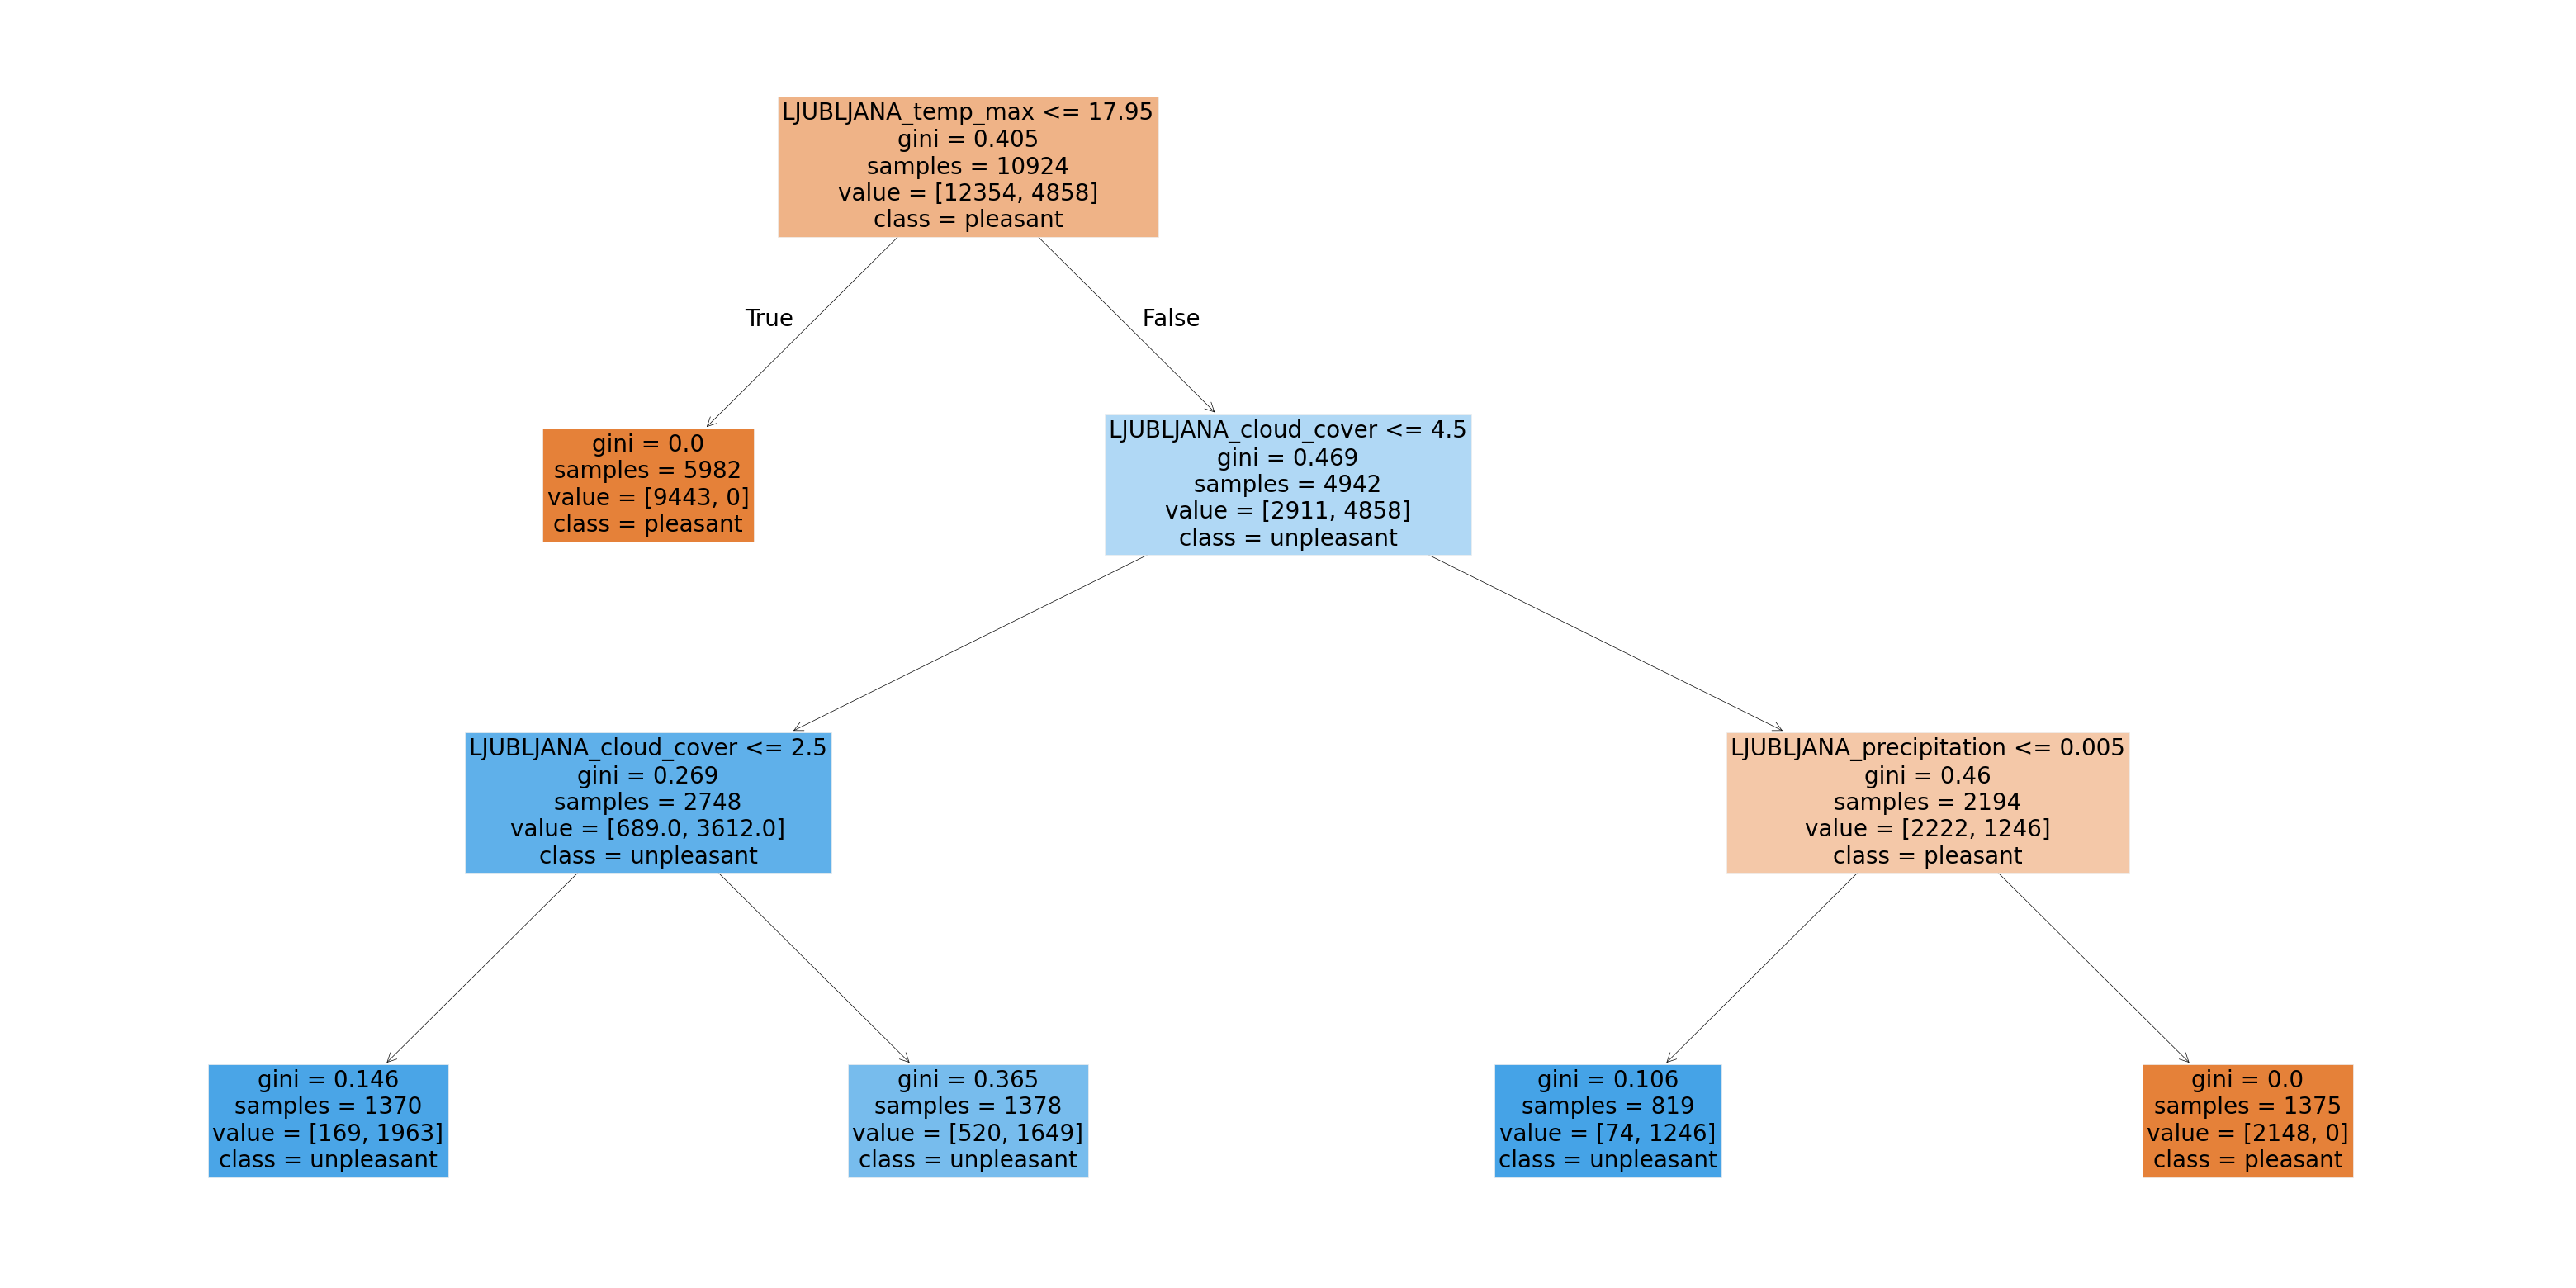 LJUBLJANA_temp_max <= 17.95
gini = 0.405
samples = 10924
value = [12354, 4858]
class = pleasant
True
False
gini = 0.0
samples = 5982
value = [9443, 0]
class = pleasant
LJUBLJANA_cloud_cover <= 4.5
gini = 0.469
samples = 4942
value = [2911, 4858]
class = unpleasant
LJUBLJANA_cloud_cover <= 2.5
gini = 0.269
samples = 2748
value = [689.0, 3612.0]
class = unpleasant
LJUBLJANA_precipitation <= 0.005
gini = 0.46
samples = 2194
value = [2222, 1246]
class = pleasant
gini = 0.146
samples = 1370
value = [169, 1963]
class = unpleasant
gini = 0.365
samples = 1378
value = [520, 1649]
class = unpleasant
gini = 0.106
samples = 819
value = [74, 1246]
class = unpleasant
gini = 0.0
samples = 1375
value = [2148, 0]
class = pleasant